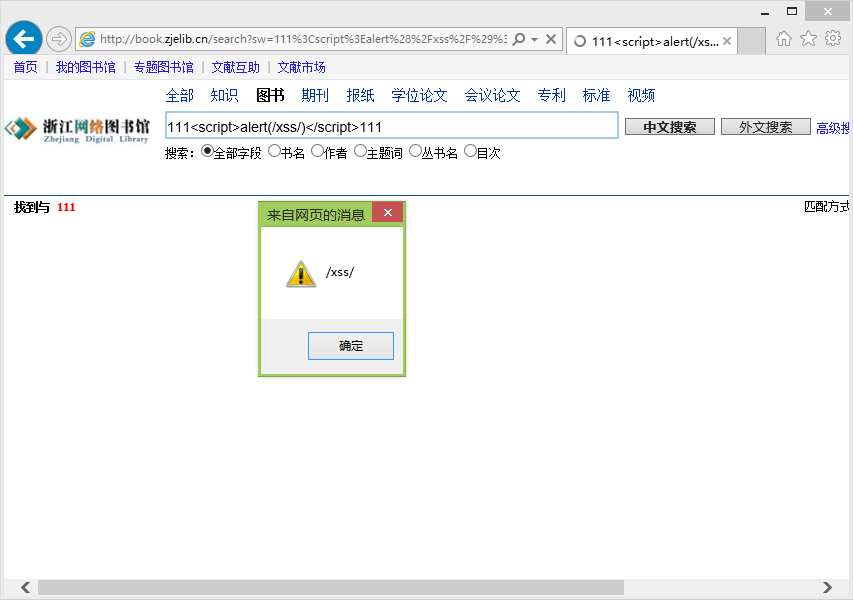 http://book.zjelib.cn/search?sw=111%3Cscript%3Ealert%28%2Fxss%2F%29%3
111<script>alert(/xs...
首页 | 我的图书馆 | 专题图书馆 | 文献互助 | 文献市场
全部 知识 图书 期刊 报纸 学位论文 会议论文 专利 标准 视频
浙江网络图书馆
Zhejiang Digital Library
111<script>alert(/xss/)</script>111
中文搜索 外文搜索 高级搜
搜索： 全部字段 书名 作者 主题词 丛书名 目次
找到与 111
匹配方式
来自网页的消息
/xss/
确定